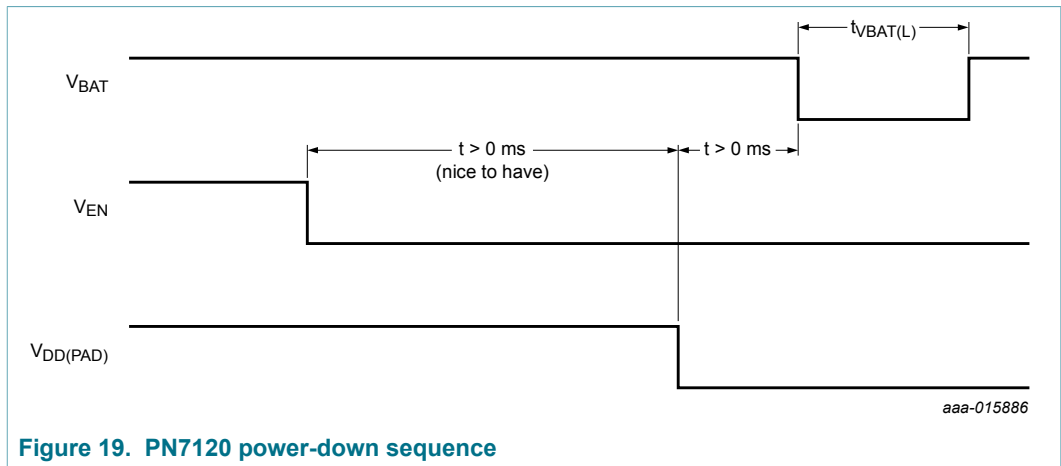 tVBAT(L)
VBAT
t > 0 ms
(nice to have)
t > 0 ms
VEN
VDD(PAD)
aaa-015886
Figure 19. PN7120 power-down sequence